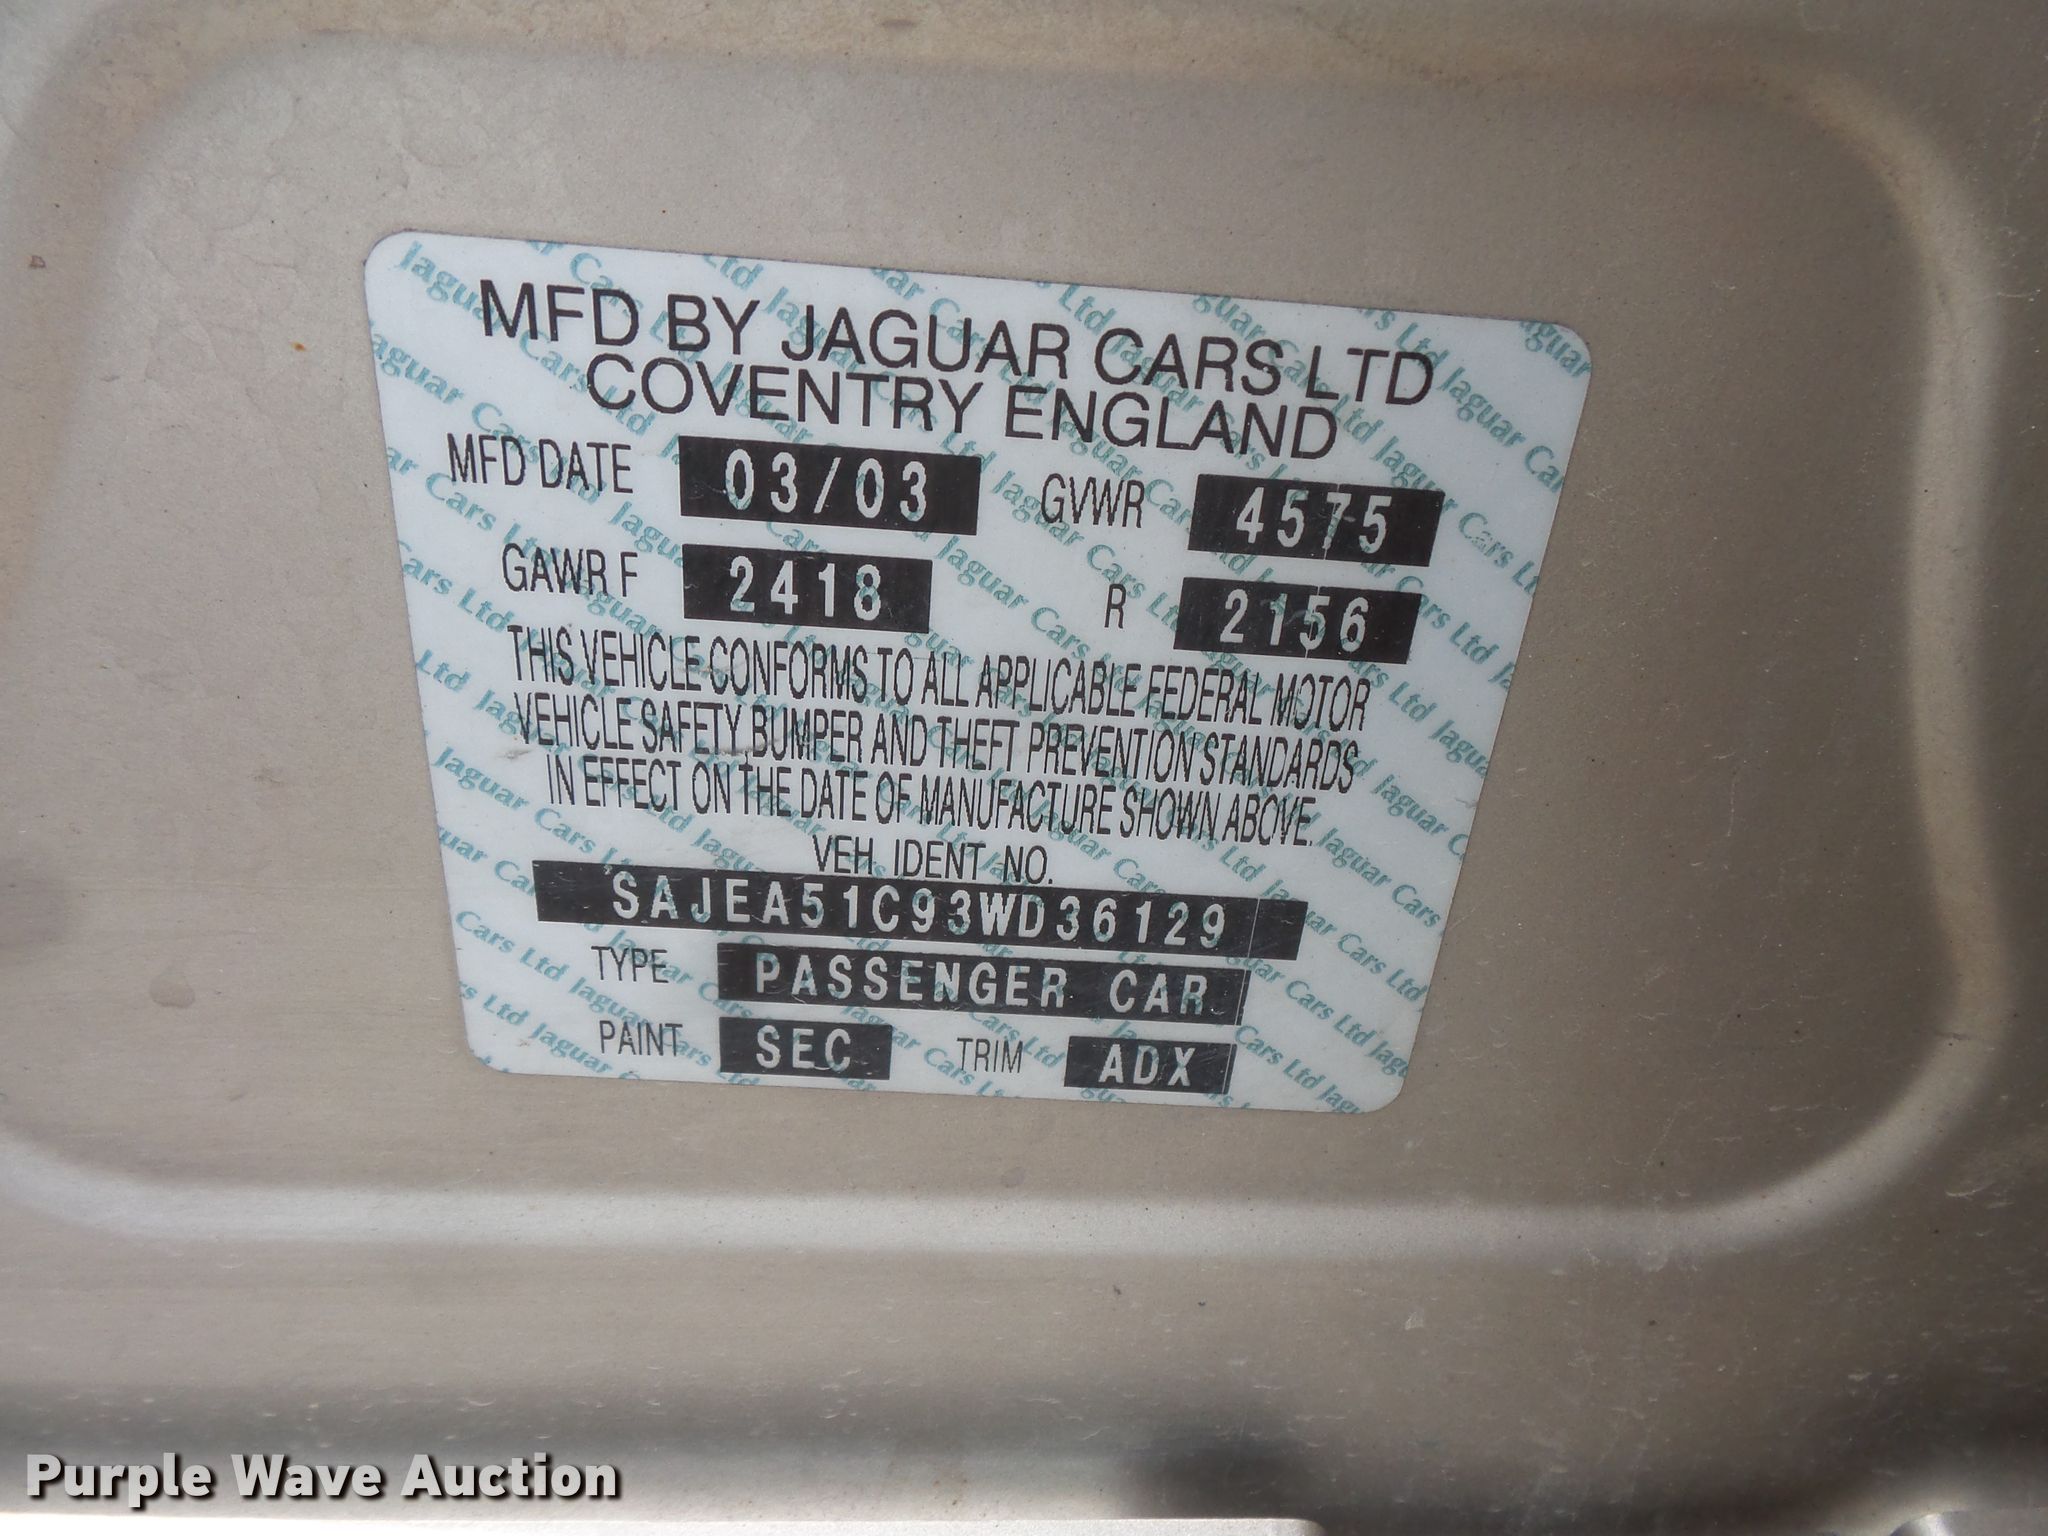 MFD BY JAGUAR CARS LTD
COVENTRY ENGLAND
MFD DATE 03/03 GVWR 4575
GAWR F 2418 R 2156
THIS VEHICLE CONFORMS TO ALL APPLICABLE FEDERAL MOTOR
VEHICLE SAFETY, BUMPER AND THEFT PREVENTION STANDARDS
IN EFFECT ON THE DATE OF MANUFACTURE SHOWN ABOVE.
VEH. IDENT. NO.
SAJEA51C93WD36129
TYPE PASSENGER CAR
PAINT SEC TRIM ADX
Purple Wave Auction